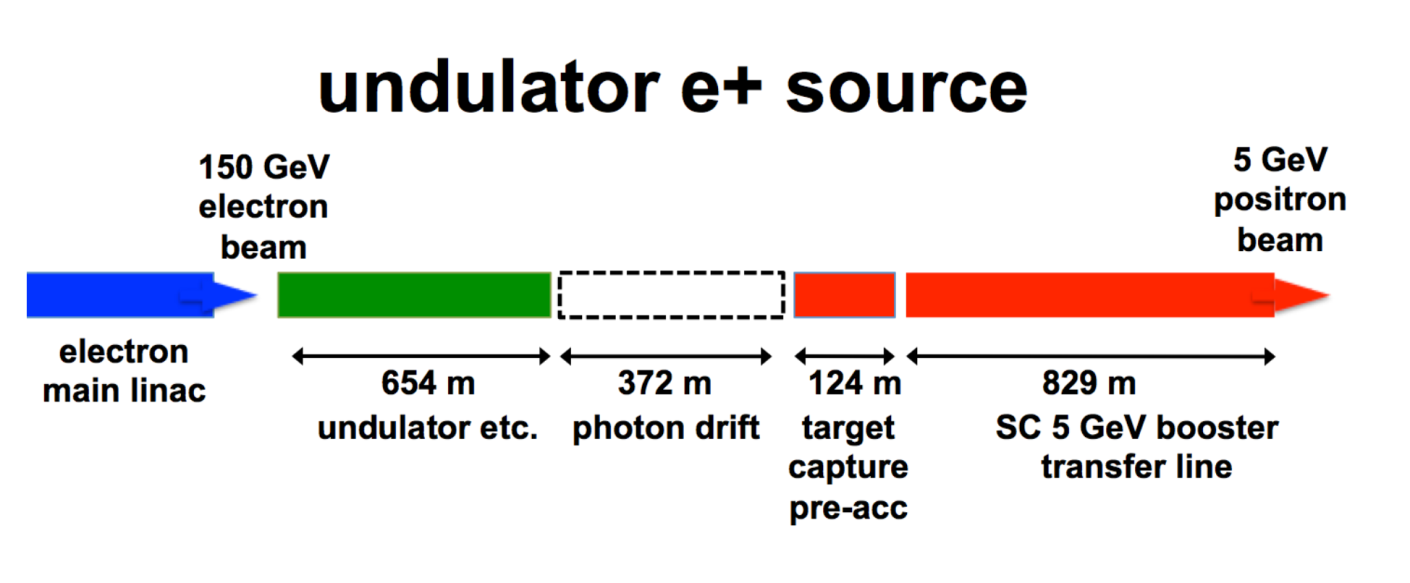 undulator e+ source
150 GeV
electron
beam
5 GeV
positron
beam
electron
main linac
654 m
undulator etc.
372 m
photon drift
124 m
target
capture
pre-acc
829 m
SC 5 GeV booster
transfer line